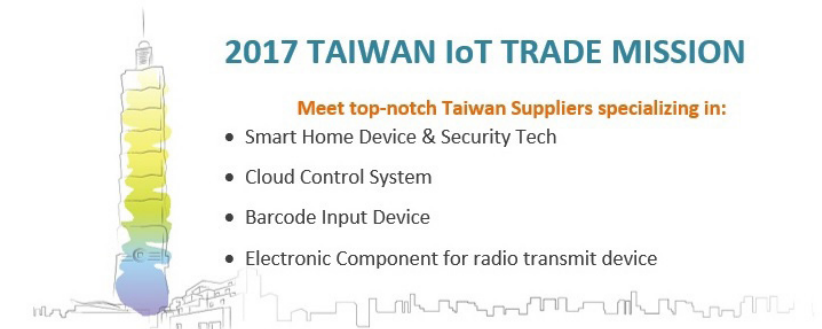 2017 TAIWAN IoT TRADE MISSION
Meet top-notch Taiwan Suppliers specializing in:
• Smart Home Device & Security Tech
• Cloud Control System
• Barcode Input Device
• Electronic Component for radio transmit device